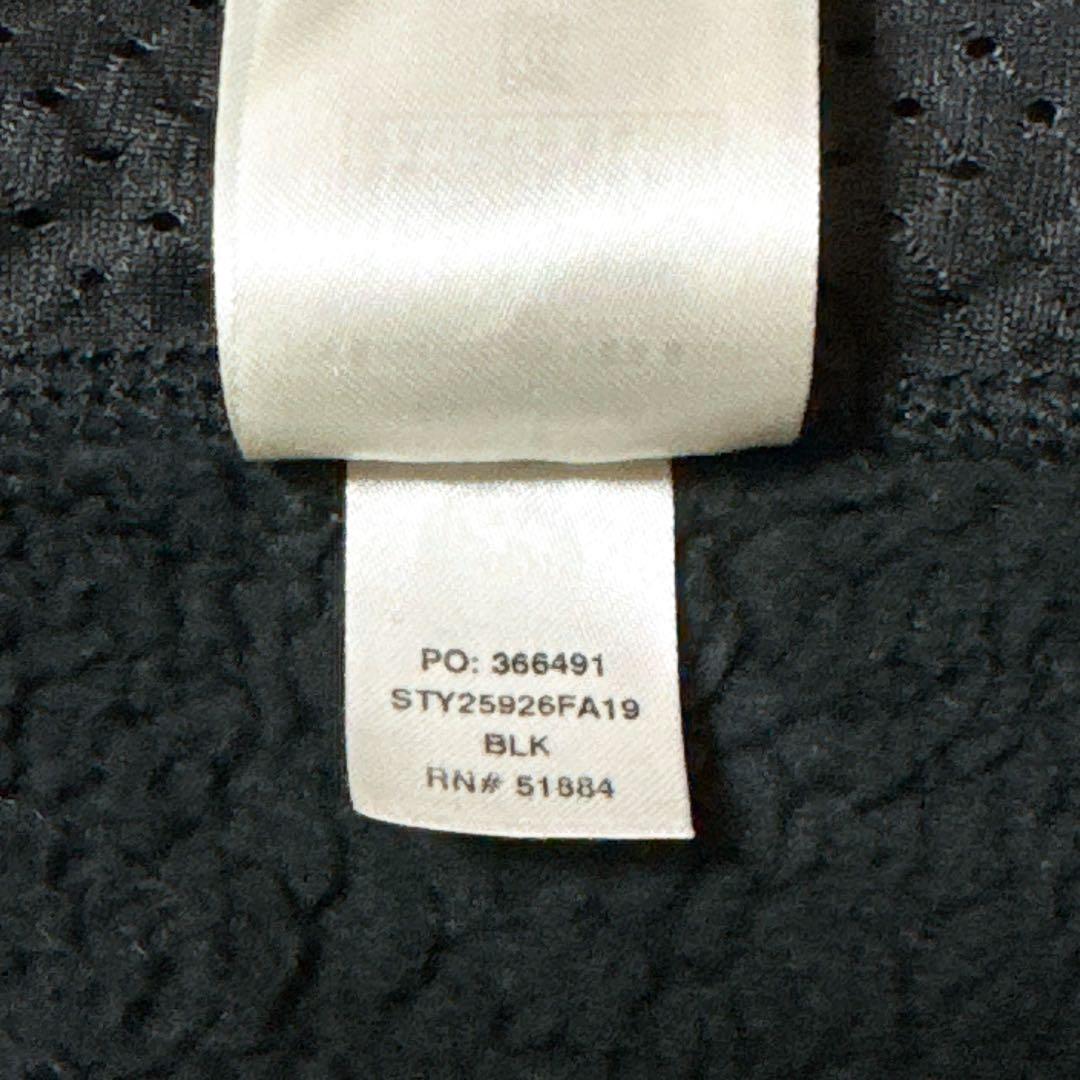 PO: 366491
STY25926FA19
BLK
RN# 51884